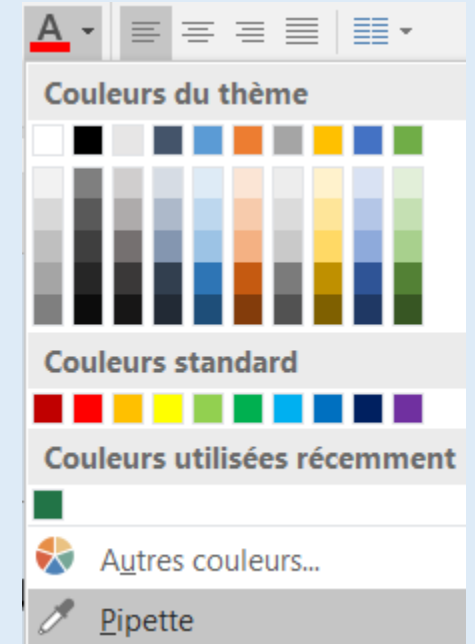 A
Couleurs du thème
Couleurs standard
Couleurs utilisées récemment
Autres couleurs...
Pipette